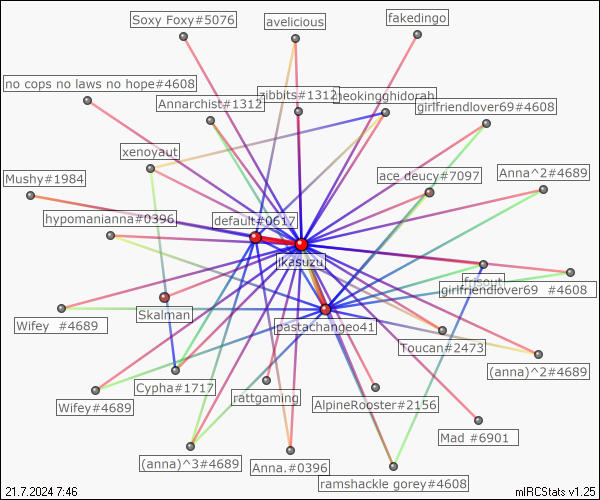 Soxy Foxy#5076
avelicious
fakedingo
no cops no laws no hope#4608
Annarchist#1312
zibbits#1312
neokingghidorah
girlfriendlover69#4608
xenoyaut
Mushy#1984
ace deucy#7097
Anna^2#4689
hypomanianna#0396
default#0617
ikasuzu
frisout
girlfriendlover69 #4608
Skalman
Wifey #4689
pastachangeo41
Toucan#2473
(anna)^2#4689
Cypha#1717
rattgaming
AlpineRooster#2156
Wifey#4689
Mad #6901
(anna)^3#4689
Anna.#0396
ramshackle gorey#4608
21.7.2024 7:46
mIRCStats v1.25